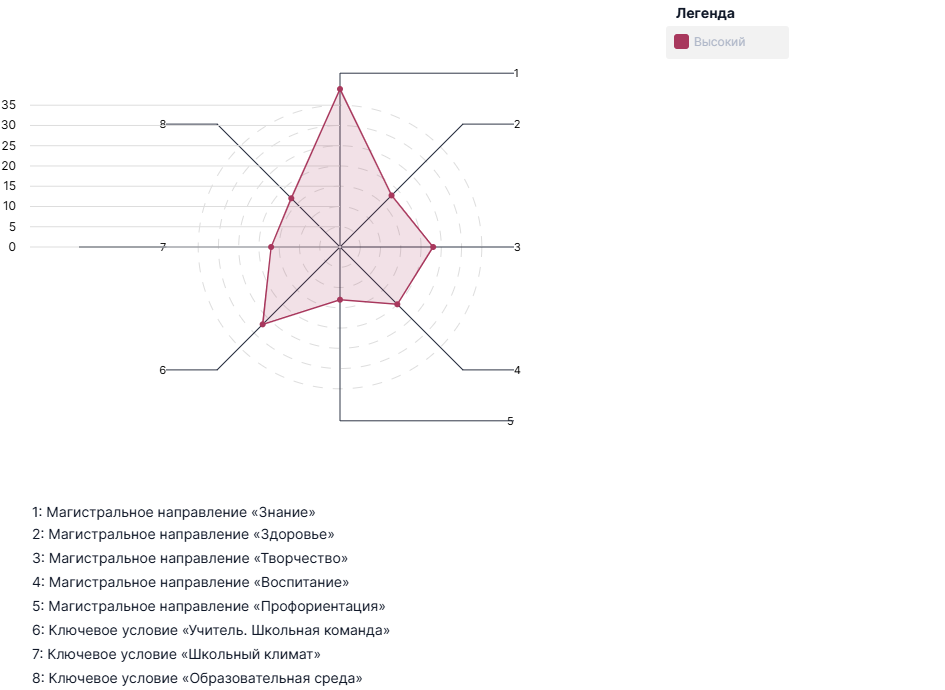 Легенда
Высокий
1
35
30
8
2
25
20
15
10
5
0
7
3
6
4
5
1: Магистральное направление «Знание»
2: Магистральное направление «Здоровье»
3: Магистральное направление «Творчество»
4: Магистральное направление «Воспитание»
5: Магистральное направление «Профориентация»
6: Ключевое условие «Учитель. Школьная команда»
7: Ключевое условие «Школьный климат»
8: Ключевое условие «Образовательная среда»